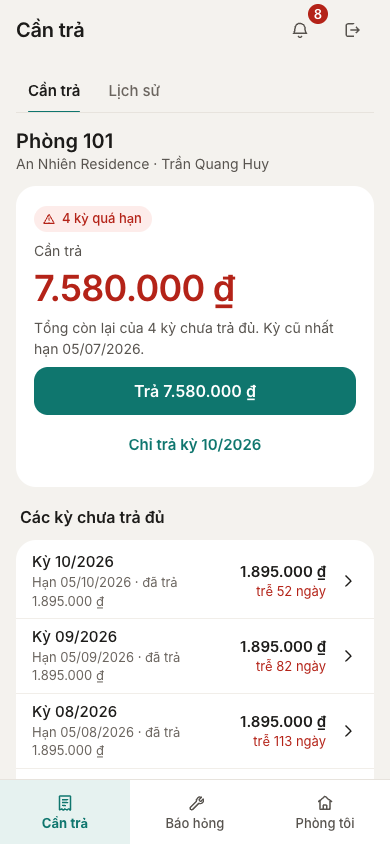 Cần trả
8
Cần trả
Lịch sử
Phòng 101
An Nhiên Residence · Trần Quang Huy
4 kỳ quá hạn
Cần trả
7.580.000 ₫
Tổng còn lại của 4 kỳ chưa trả đủ. Kỳ cũ nhất
hạn 05/07/2026.
Trả 7.580.000 ₫
Chỉ trả kỳ 10/2026
Các kỳ chưa trả đủ
Kỳ 10/2026
Hạn 05/10/2026 · đã trả
1.895.000 ₫
1.895.000 ₫
trễ 52 ngày
Kỳ 09/2026
Hạn 05/09/2026 · đã trả
1.895.000 ₫
1.895.000 ₫
trễ 82 ngày
Kỳ 08/2026
Hạn 05/08/2026 · đã trả
1.895.000 ₫
1.895.000 ₫
trễ 113 ngày
Cần trả
Báo hỏng
Phòng tôi